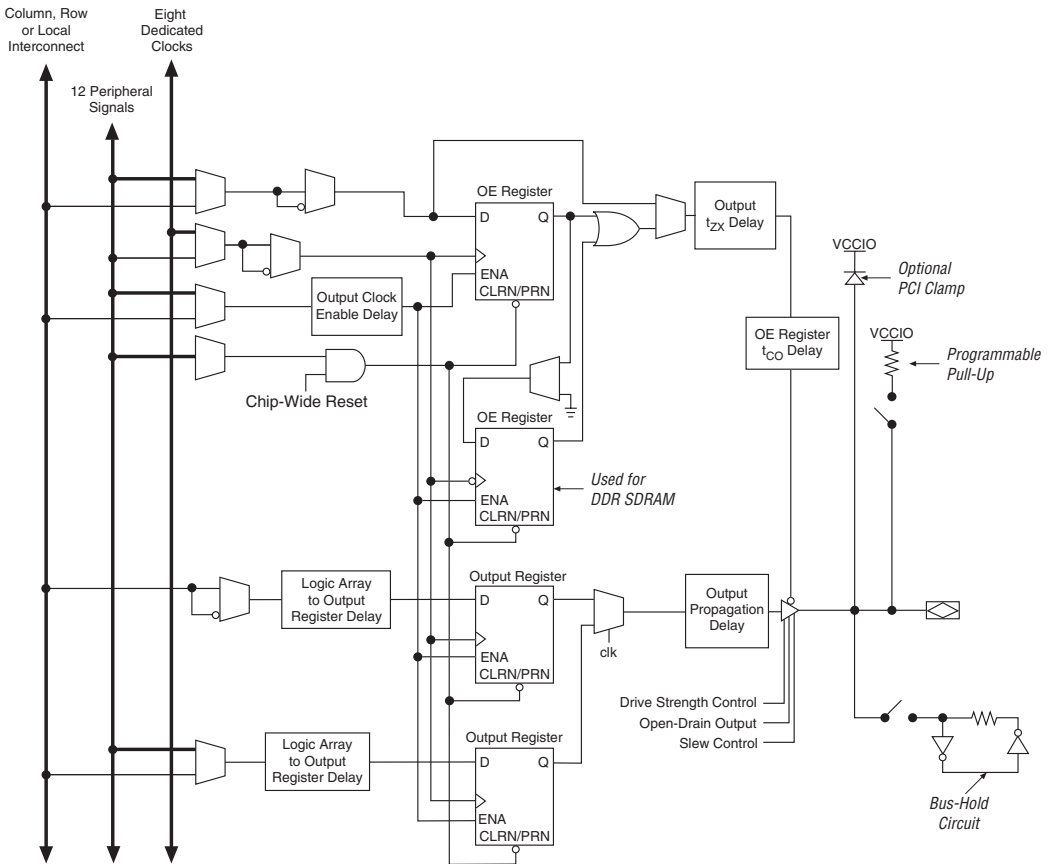 Column, Row
or Local
Interconnect
Eight
Dedicated
Clocks
12 Peripheral
Signals
OE Register
D
Q
ENA
CLRN/PRN
Output
tZX Delay
VCCIO
Optional
PCI Clamp
Output Clock
Enable Delay
OE Register
tCO Delay
VCCIO
Programmable
Pull-Up
Chip-Wide Reset
OE Register
D
Q
ENA
CLRN/PRN
Used for
DDR SDRAM
Logic Array
to Output
Register Delay
Output Register
D
Q
ENA
CLRN/PRN
clk
Output
Propagation
Delay
Drive Strength Control
Open-Drain Output
Slew Control
Logic Array
to Output
Register Delay
Output Register
D
Q
ENA
CLRN/PRN
Bus-Hold
Circuit